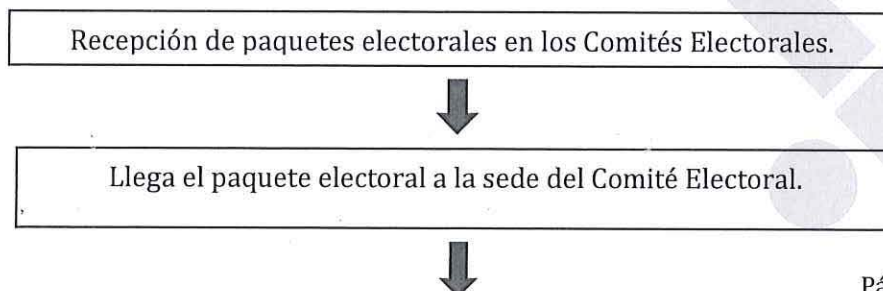 Recepción de paquetes electorales en los Comités Electorales.
Llega el paquete electoral a la sede del Comité Electoral.